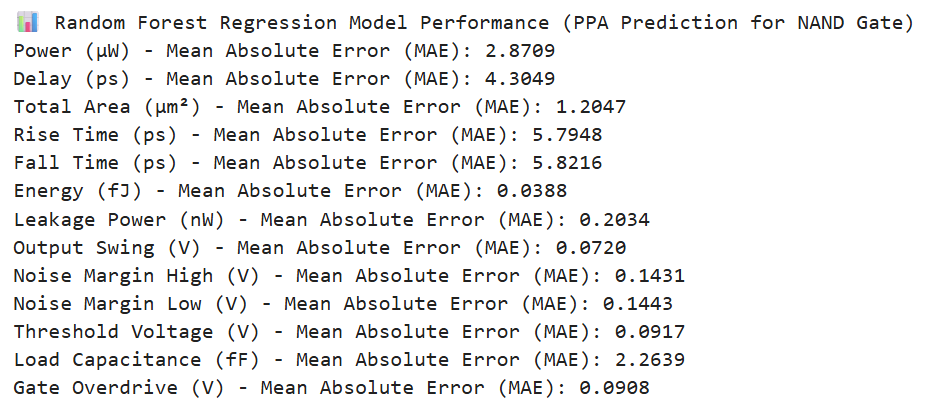 📊 Random Forest Regression Model Performance (PPA Prediction for NAND Gate)
Power (µW) - Mean Absolute Error (MAE): 2.8709
Delay (ps) - Mean Absolute Error (MAE): 4.3049
Total Area (µm²) - Mean Absolute Error (MAE): 1.2047
Rise Time (ps) - Mean Absolute Error (MAE): 5.7948
Fall Time (ps) - Mean Absolute Error (MAE): 5.8216
Energy (fJ) - Mean Absolute Error (MAE): 0.0388
Leakage Power (nW) - Mean Absolute Error (MAE): 0.2034
Output Swing (V) - Mean Absolute Error (MAE): 0.0720
Noise Margin High (V) - Mean Absolute Error (MAE): 0.1431
Noise Margin Low (V) - Mean Absolute Error (MAE): 0.1443
Threshold Voltage (V) - Mean Absolute Error (MAE): 0.0917
Load Capacitance (fF) - Mean Absolute Error (MAE): 2.2639
Gate Overdrive (V) - Mean Absolute Error (MAE): 0.0908